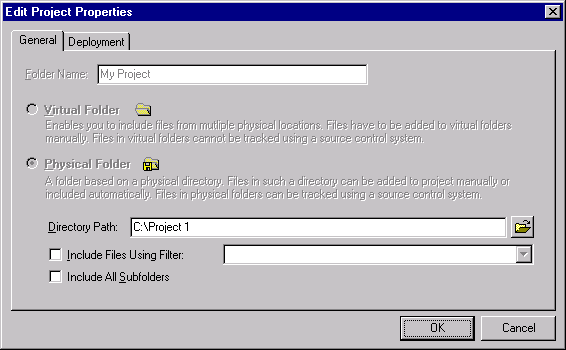 Edit Project Properties
General Deployment
Folder Name: My Project
Virtual Folder
Enables you to include files from mutliple physical locations. Files have to be added to virtual folders
manually. Files in virtual folders cannot be tracked using a source control system.
Physical Folder
A folder based on a physical directory. Files in such a directory can be added to project manually or
included automatically. Files in physical folders can be tracked using a source control system.
Directory Path: C:\Project 1
Include Files Using Filter:
Include All Subfolders
OK Cancel